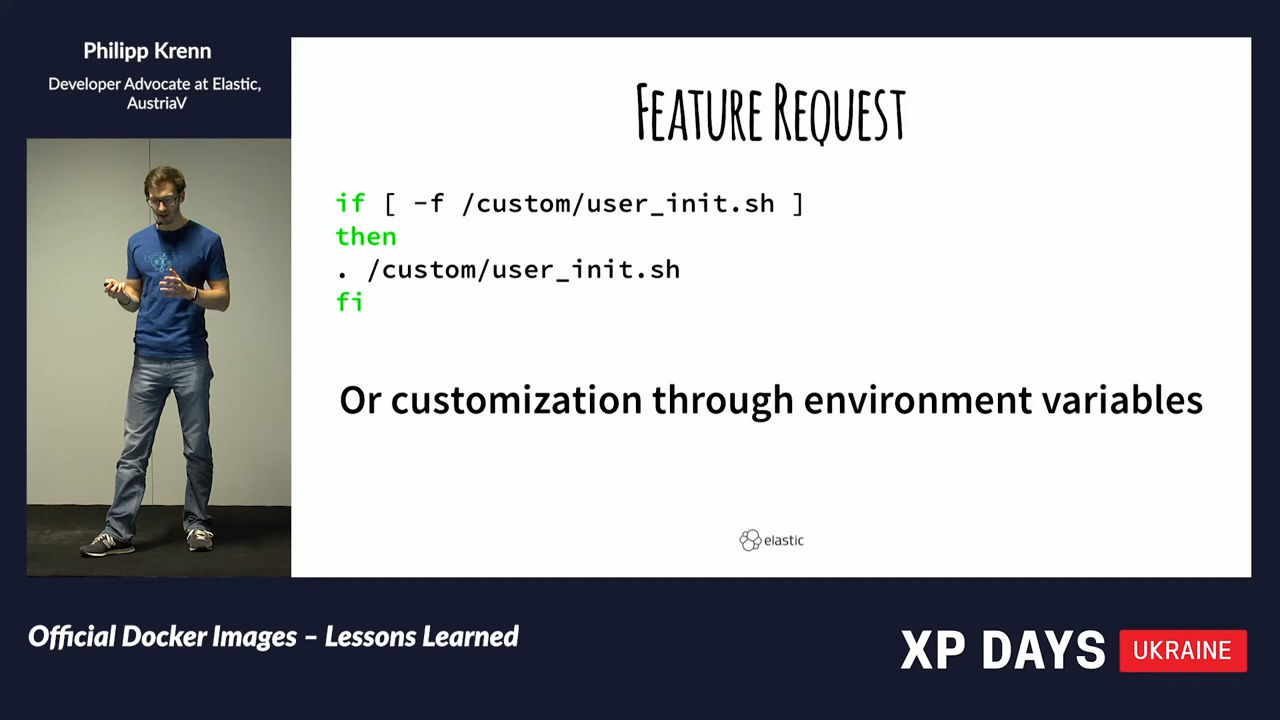 Philipp Krenn
Developer Advocate at Elastic,
AustriaV
FEATURE REQUEST
if [ -f /custom/user_init.sh ]
then
. /custom/user_init.sh
fi
Or customization through environment variables
elastic
Official Docker Images – Lessons Learned
XP DAYS UKRAINE